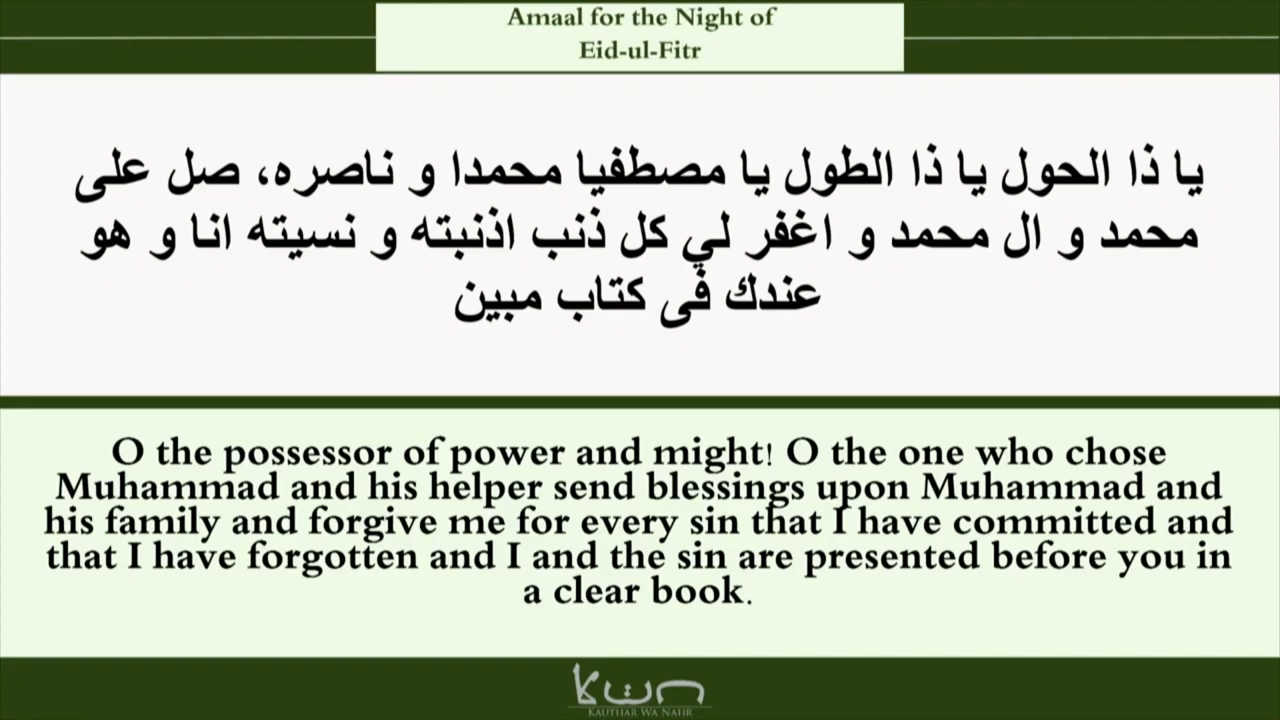 Amaal for the Night of
Eid-ul-Fitr
يا ذا الحول يا ذا الطول يا مصطفيا محمدا و ناصره، صل على
محمد و ال محمد و اغفر لي كل ذنب اذنبته و نسيته انا و هو
عندك فى كتاب مبين
O the possessor of power and might! O the one who chose
Muhammad and his helper send blessings upon Muhammad and
his family and forgive me for every sin that I have committed and
that I have forgotten and I and the sin are presented before you in
a clear book.
KAUTHAR WA NAHR